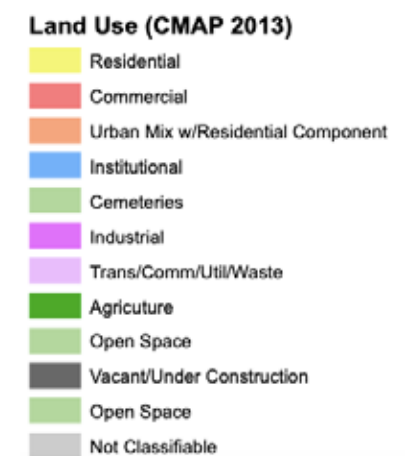 Land Use (CMAP 2013)
Residential
Commercial
Urban Mix w/Residential Component
Institutional
Cemeteries
Industrial
Trans/Comm/Util/Waste
Agricuture
Open Space
Vacant/Under Construction
Open Space
Not Classifiable